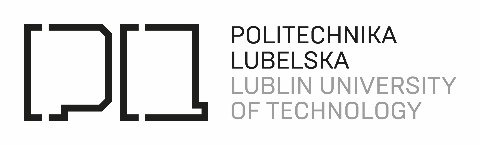 POLITECHNIKA
LUBELSKA
LUBLIN UNIVERSITY
OF TECHNOLOGY